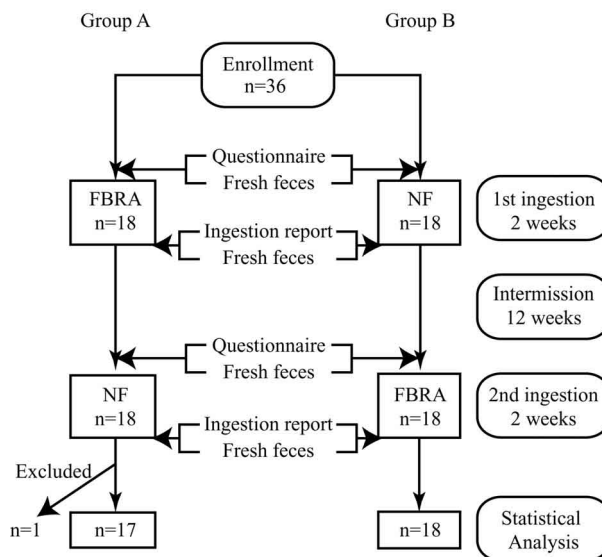 Group A
Group B
Enrollment
n=36
Questionnaire
Fresh feces
FBRA
n=18
NF
n=18
1st ingestion
2 weeks
Ingestion report
Fresh feces
Intermission
12 weeks
Questionnaire
Fresh feces
NF
n=18
FBRA
n=18
2nd ingestion
2 weeks
Ingestion report
Fresh feces
Excluded
n=1
n=17
n=18
Statistical
Analysis